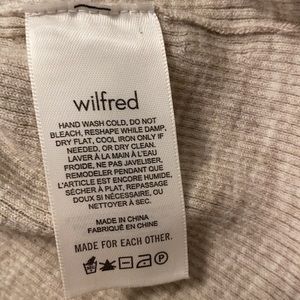 wilfred
HAND WASH COLD, DO NOT
BLEACH, RESHAPE WHILE DAMP,
DRY FLAT, COOL IRON ONLY IF
NEEDED, OR DRY CLEAN.
LAVER À LA MAIN À L'EAU
FROIDE, NE PAS JAVELISER,
REMODELER PENDANT QUE
L'ARTICLE EST ENCORE HUMIDE,
SÉCHER À PLAT, REPASSAGE
DOUX SI NÉCESSAIRE, OU
NETTOYER À SEC.
MADE IN CHINA
FABRIQUÉ EN CHINE
MADE FOR EACH OTHER.
P